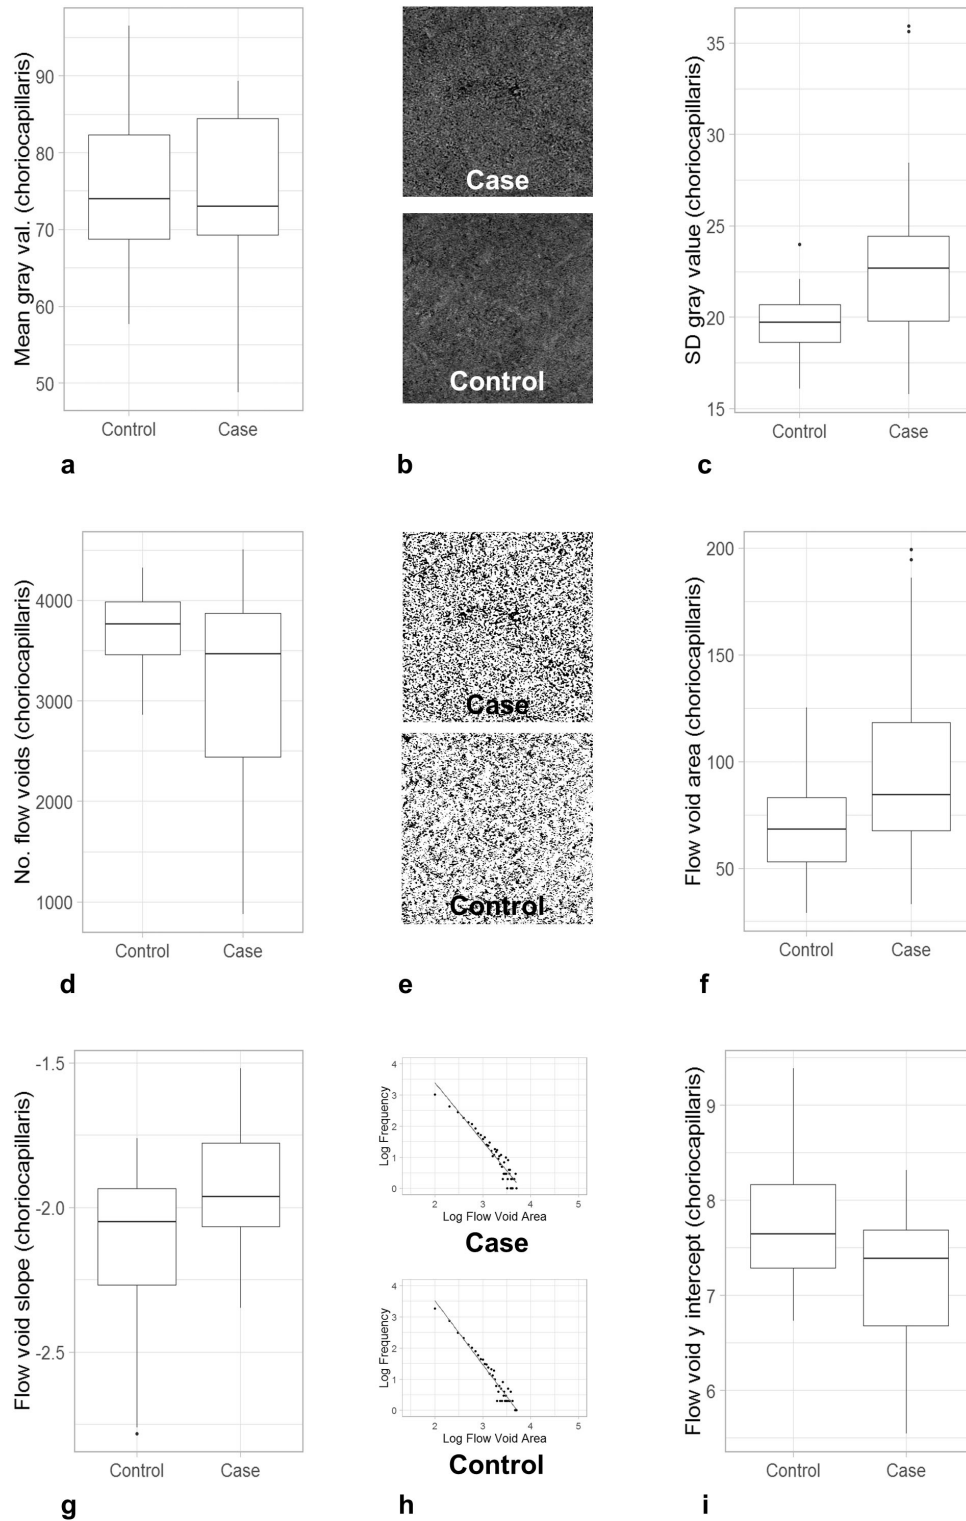 Mean gray val. (choriocapillaris)
90
80
70
60
50
Control
Case
a
Case
Control
b
SD gray value (choriocapillaris)
35
30
25
20
15
Control
Case
c
No. flow voids (choriocapillaris)
4000
3000
2000
1000
Control
Case
d
Case
Control
e
Flow void area (choriocapillaris)
200
150
100
50
Control
Case
f
Flow void slope (choriocapillaris)
-1.5
-2.0
-2.5
Control
Case
g
Log Frequency
4
3
2
1
0
2 3 4 5
Log Flow Void Area
Case
Log Frequency
4
3
2
1
0
2 3 4 5
Log Flow Void Area
Control
h
Flow void y intercept (choriocapillaris)
9
8
7
6
Control
Case
i